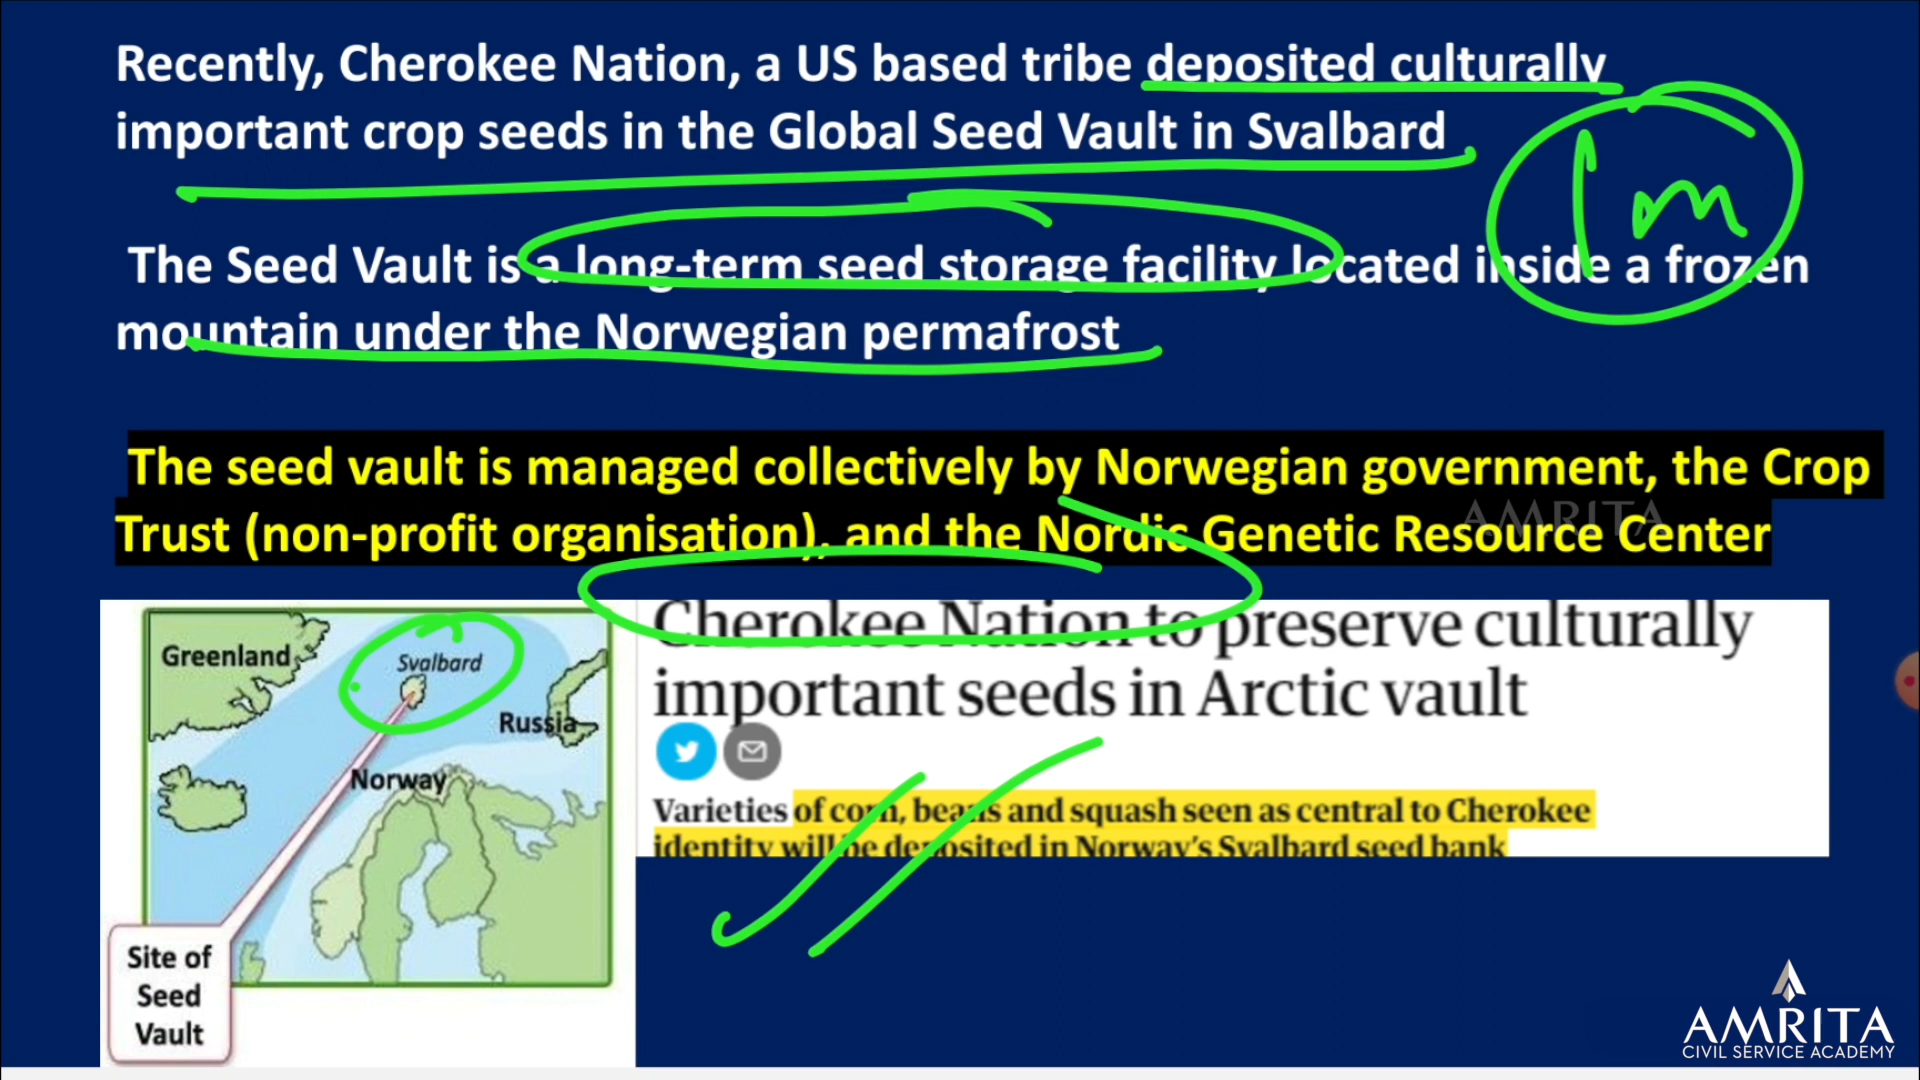 Recently, Cherokee Nation, a US based tribe deposited culturally
important crop seeds in the Global Seed Vault in Svalbard
1m
The Seed Vault is a long-term seed storage facility located inside a frozen
mountain under the Norwegian permafrost
The seed vault is managed collectively by Norwegian government, the Crop
Trust (non-profit organisation), and the Nordic Genetic Resource Center
AMRITA
Greenland
Svalbard
Russia
Norway
Site of
Seed
Vault
Cherokee Nation to preserve culturally
important seeds in Arctic vault
Varieties of corn, beans and squash seen as central to Cherokee
identity will be deposited in Norway's Svalbard seed bank
AMRITA
CIVIL SERVICE ACADEMY